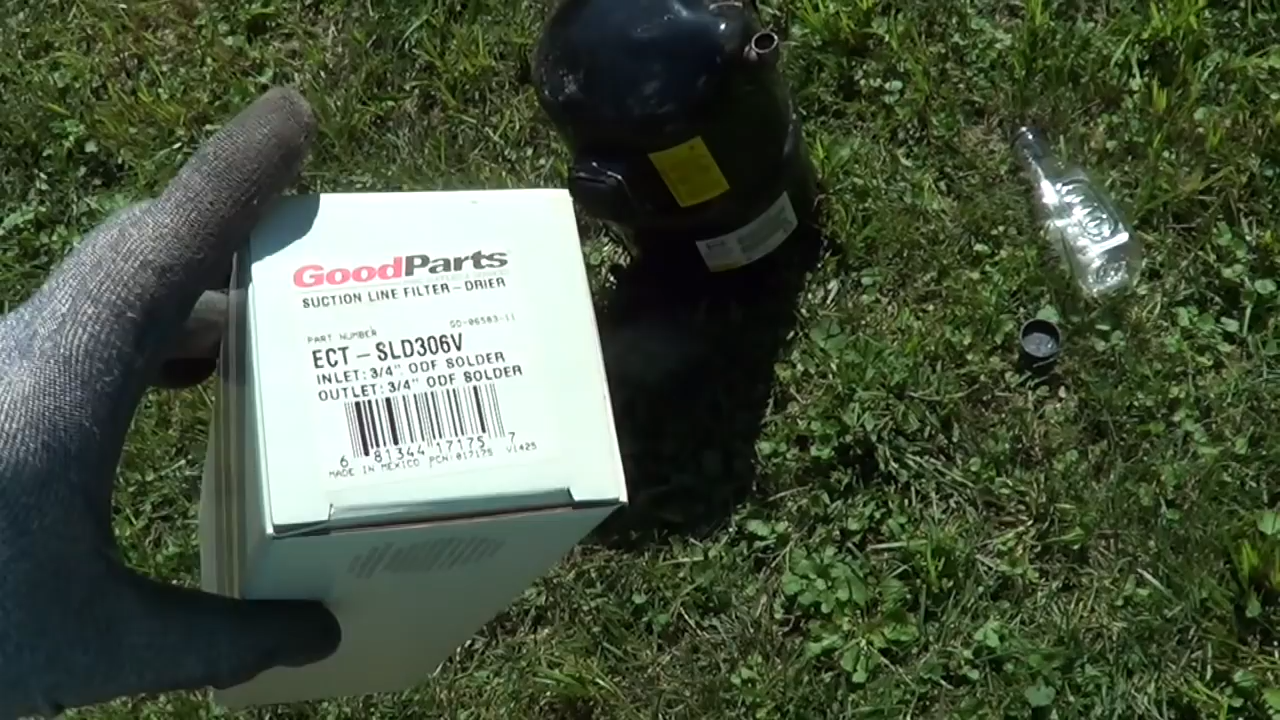 GoodParts
SUCTION LINE FILTER-DRIER
PART NUMBER
GD-06583-11
ECT-SLD306V
INLET: 3/4" ODF SOLDER
OUTLET: 3/4" ODF SOLDER
6 81344 17175 7
MADE IN MEXICO PCN: 017175 V1425